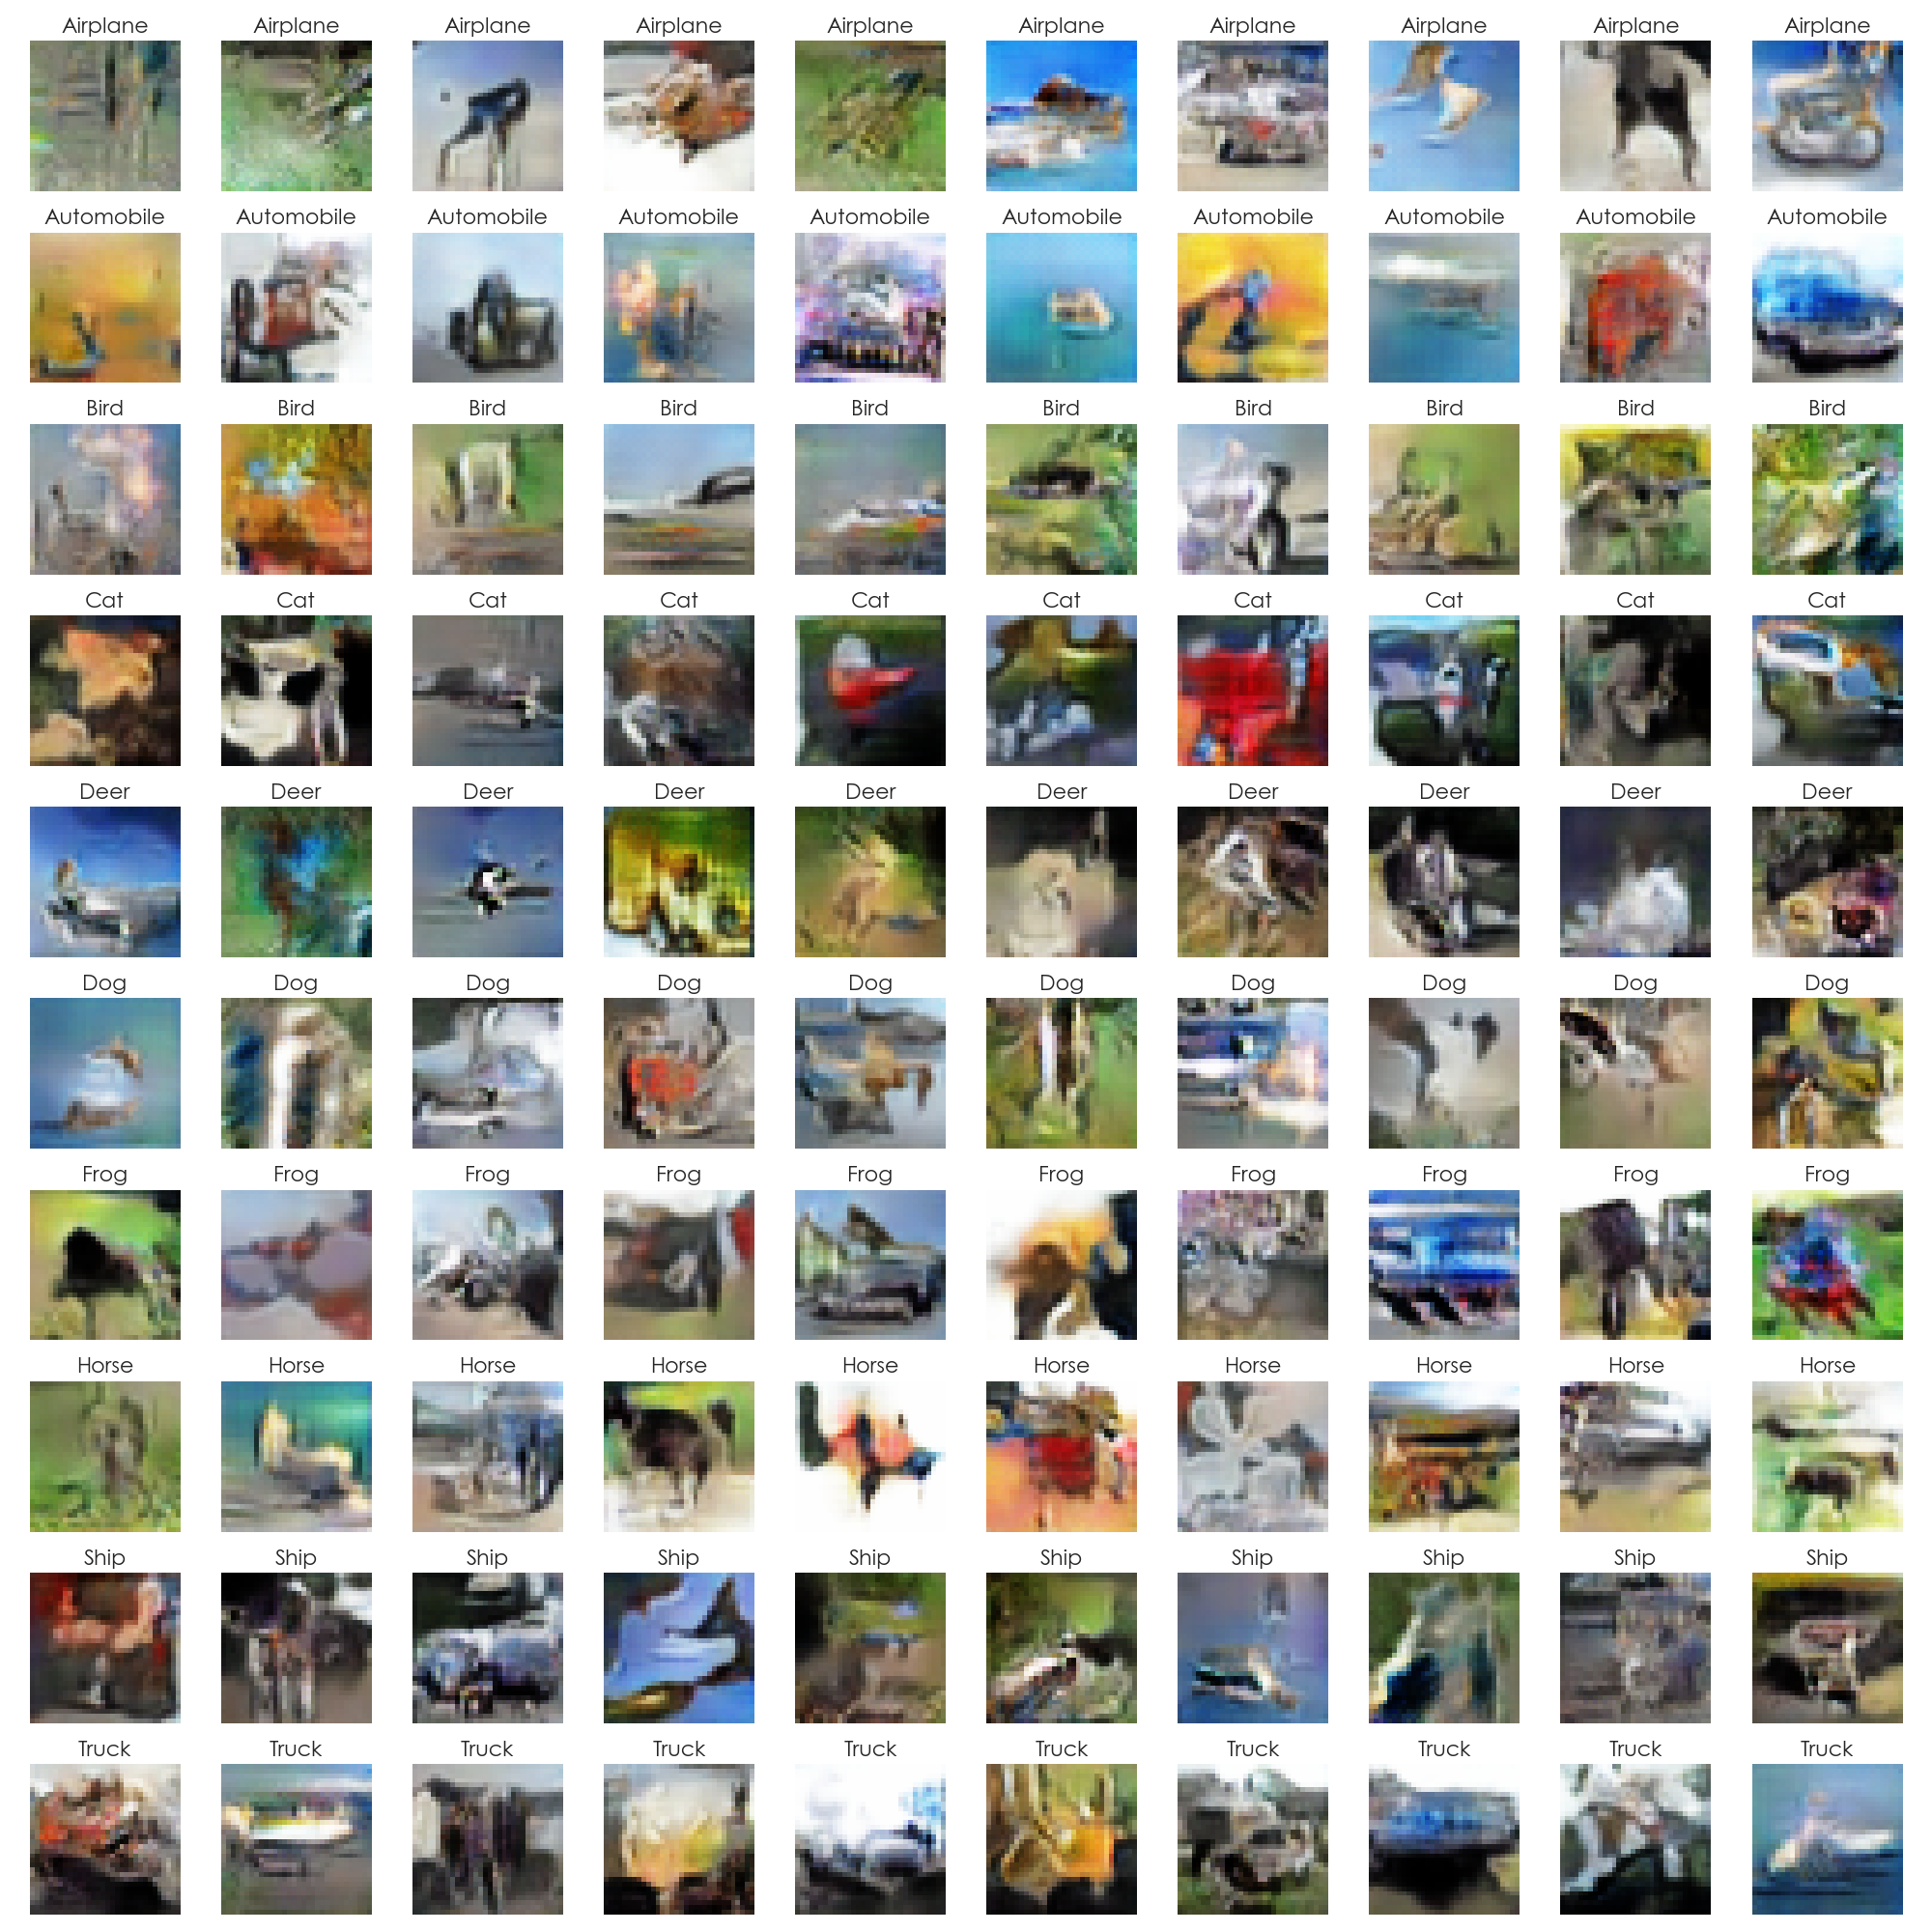 Airplane Airplane Airplane Airplane Airplane Airplane Airplane Airplane Airplane Airplane
Automobile Automobile Automobile Automobile Automobile Automobile Automobile Automobile Automobile Automobile
Bird Bird Bird Bird Bird Bird Bird Bird Bird Bird
Cat Cat Cat Cat Cat Cat Cat Cat Cat Cat
Deer Deer Deer Deer Deer Deer Deer Deer Deer Deer
Dog Dog Dog Dog Dog Dog Dog Dog Dog Dog
Frog Frog Frog Frog Frog Frog Frog Frog Frog Frog
Horse Horse Horse Horse Horse Horse Horse Horse Horse Horse
Ship Ship Ship Ship Ship Ship Ship Ship Ship Ship
Truck Truck Truck Truck Truck Truck Truck Truck Truck Truck